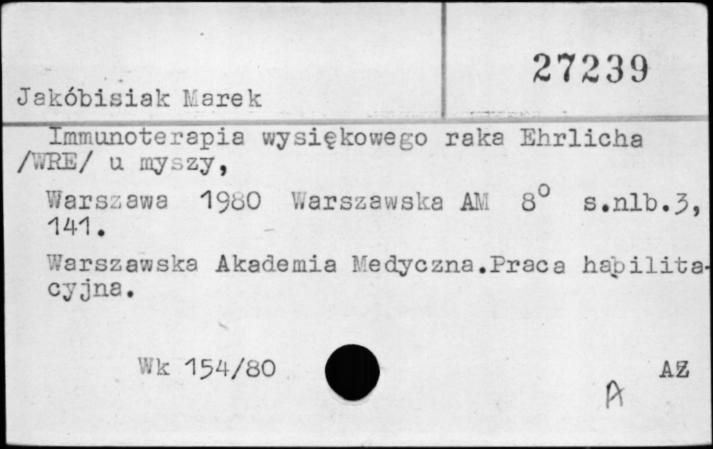 27239
Jakóbisiak Marek
Immunoterapia wysiękowego raka Ehrlicha
/WRE/ u myszy,
Warszawa 1980 Warszawska AM 8° s.nlb.3,
141.
Warszawska Akademia Medyczna.Praca habilita-
cyjna.
Wk 154/80
AŻ
A